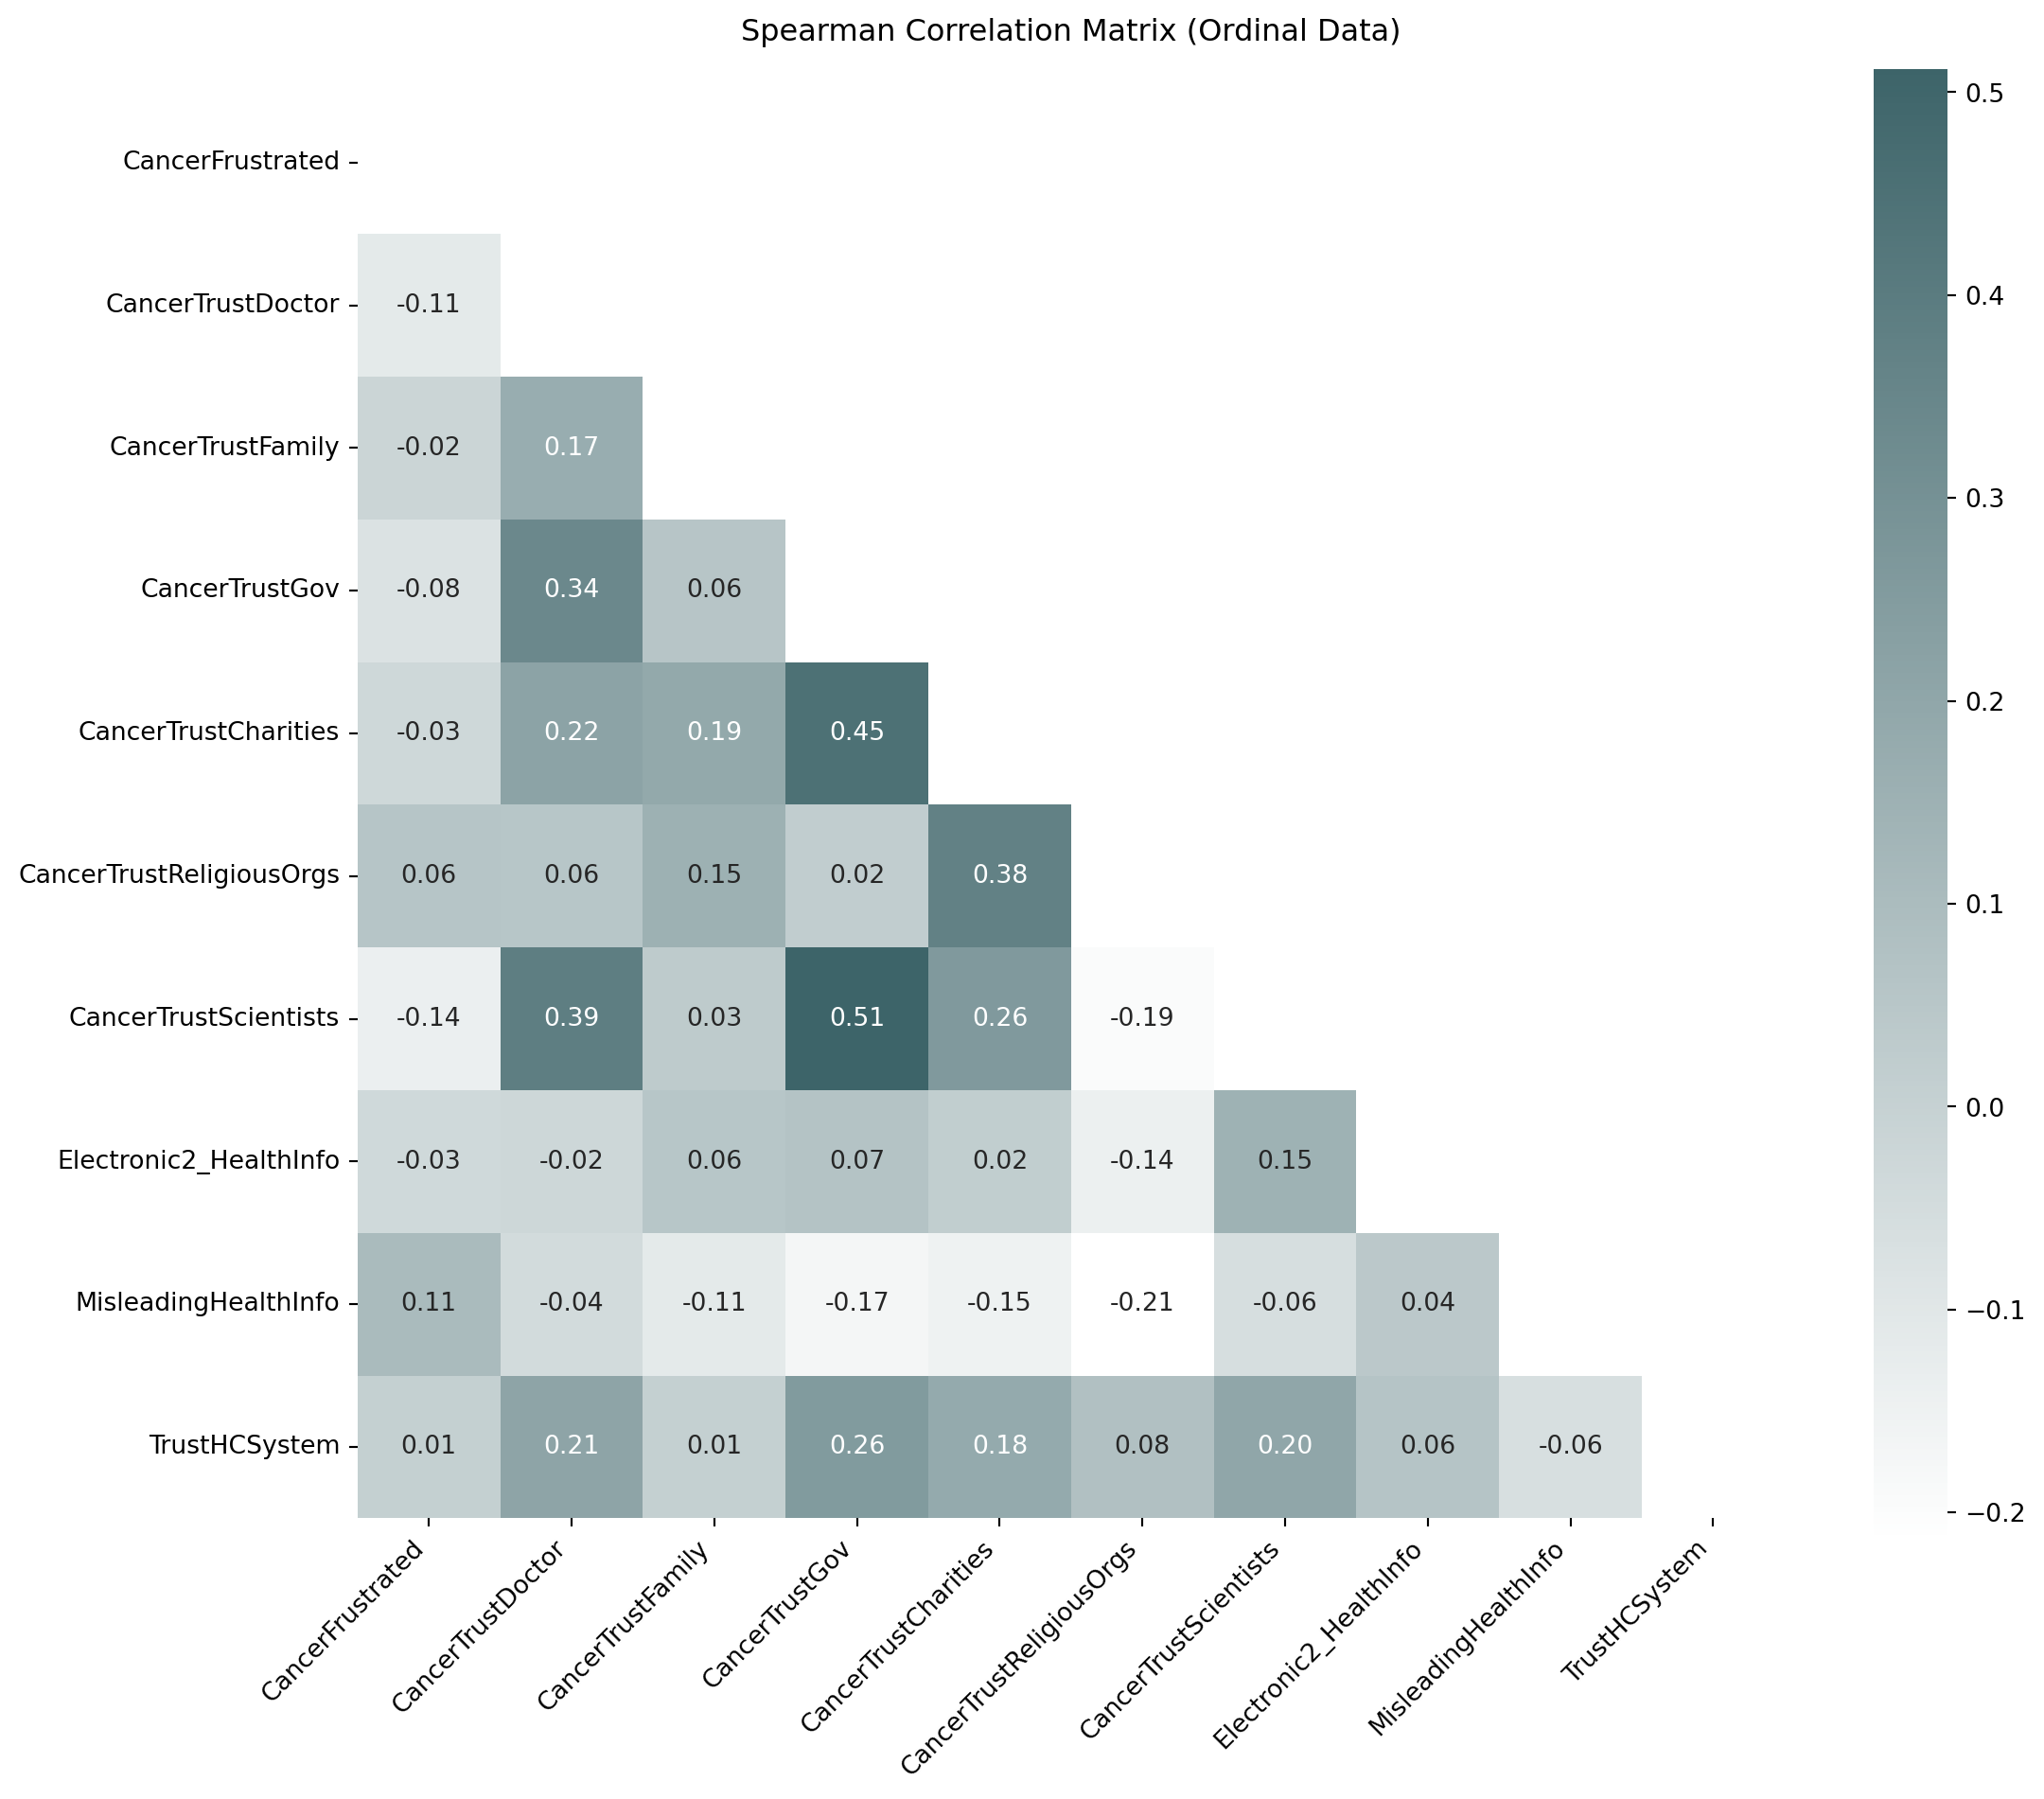 Spearman Correlation Matrix (Ordinal Data)
CancerFrustrated
CancerTrustDoctor -0.11
CancerTrustFamily -0.02 0.17
CancerTrustGov -0.08 0.34 0.06
CancerTrustCharities -0.03 0.22 0.19 0.45
CancerTrustReligiousOrgs 0.06 0.06 0.15 0.02 0.38
CancerTrustScientists -0.14 0.39 0.03 0.51 0.26 -0.19
Electronic2_HealthInfo -0.03 -0.02 0.06 0.07 0.02 -0.14 0.15
MisleadingHealthInfo 0.11 -0.04 -0.11 -0.17 -0.15 -0.21 -0.06 0.04
TrustHCSystem 0.01 0.21 0.01 0.26 0.18 0.08 0.20 0.06 -0.06
CancerFrustrated
CancerTrustDoctor
CancerTrustFamily
CancerTrustGov
CancerTrustCharities
CancerTrustReligiousOrgs
CancerTrustScientists
Electronic2_HealthInfo
MisleadingHealthInfo
TrustHCSystem
0.5
0.4
0.3
0.2
0.1
0.0
−0.1
−0.2